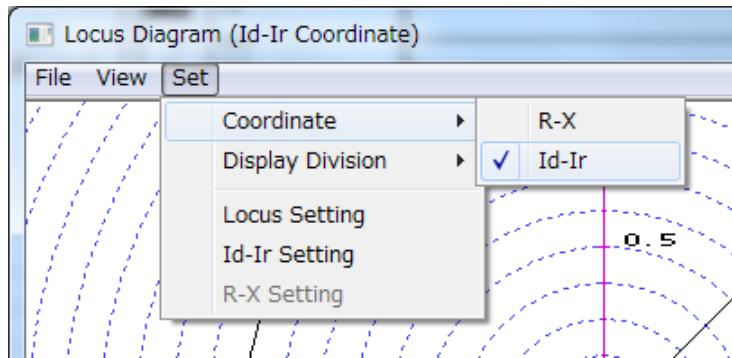 Locus Diagram (Id-Ir Coordinate)
File View Set
Coordinate
R-X
Display Division
Id-Ir
Locus Setting
0.5
Id-Ir Setting
R-X Setting